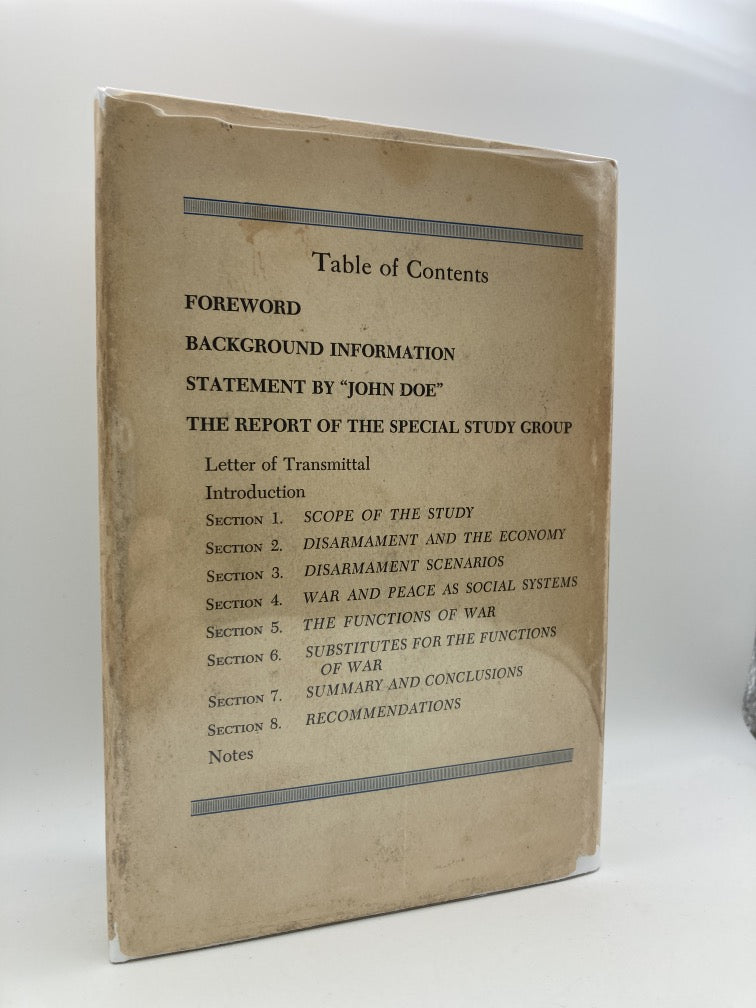 Table of Contents
FOREWORD
BACKGROUND INFORMATION
STATEMENT BY “JOHN DOE”
THE REPORT OF THE SPECIAL STUDY GROUP
Letter of Transmittal
Introduction
SECTION 1. SCOPE OF THE STUDY
SECTION 2. DISARMAMENT AND THE ECONOMY
SECTION 3. DISARMAMENT SCENARIOS
SECTION 4. WAR AND PEACE AS SOCIAL SYSTEMS
SECTION 5. THE FUNCTIONS OF WAR
SECTION 6. SUBSTITUTES FOR THE FUNCTIONS
OF WAR
SECTION 7. SUMMARY AND CONCLUSIONS
SECTION 8. RECOMMENDATIONS
Notes